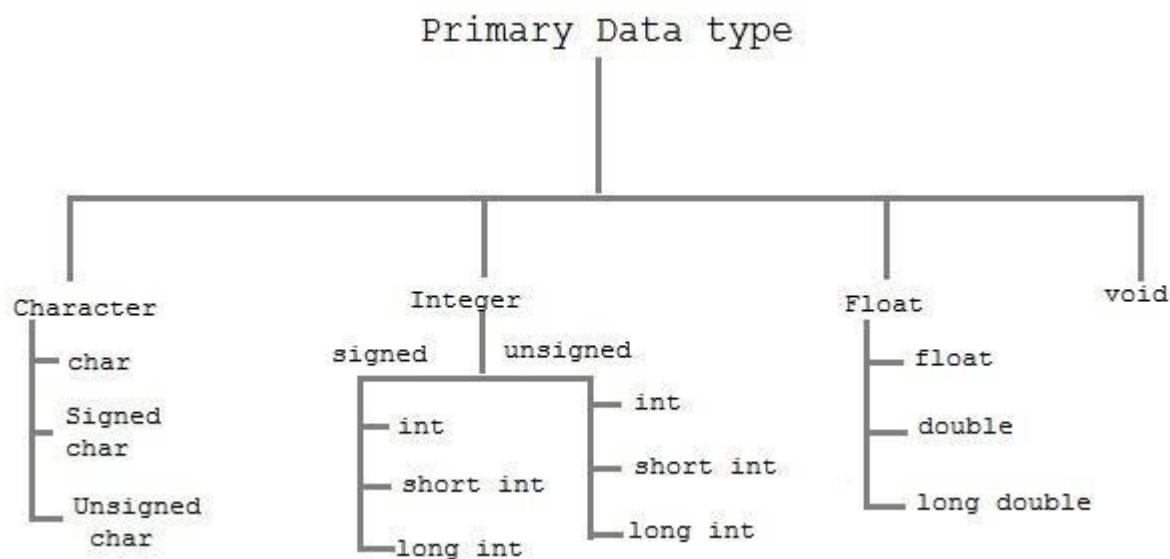 Primary Data type
Character
char
Signed
char
Unsigned
char
Integer
signed
int
short int
long int
unsigned
int
short int
long int
Float
float
double
long double
void